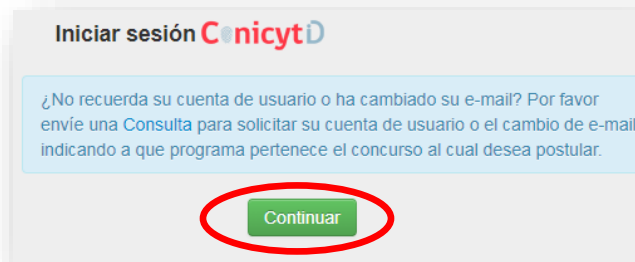 Iniciar sesión ConicytiD
¿No recuerda su cuenta de usuario o ha cambiado su e-mail? Por favor
envíe una Consulta para solicitar su cuenta de usuario o el cambio de e-mail
indicando a que programa pertenece el concurso al cual desea postular.
Continuar